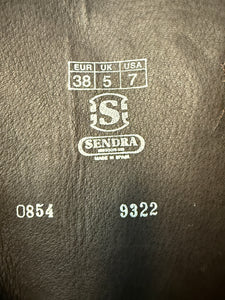 EUR UK USA
38 5 7
S
SENDRA
MADE IN SPAIN
0854 9322